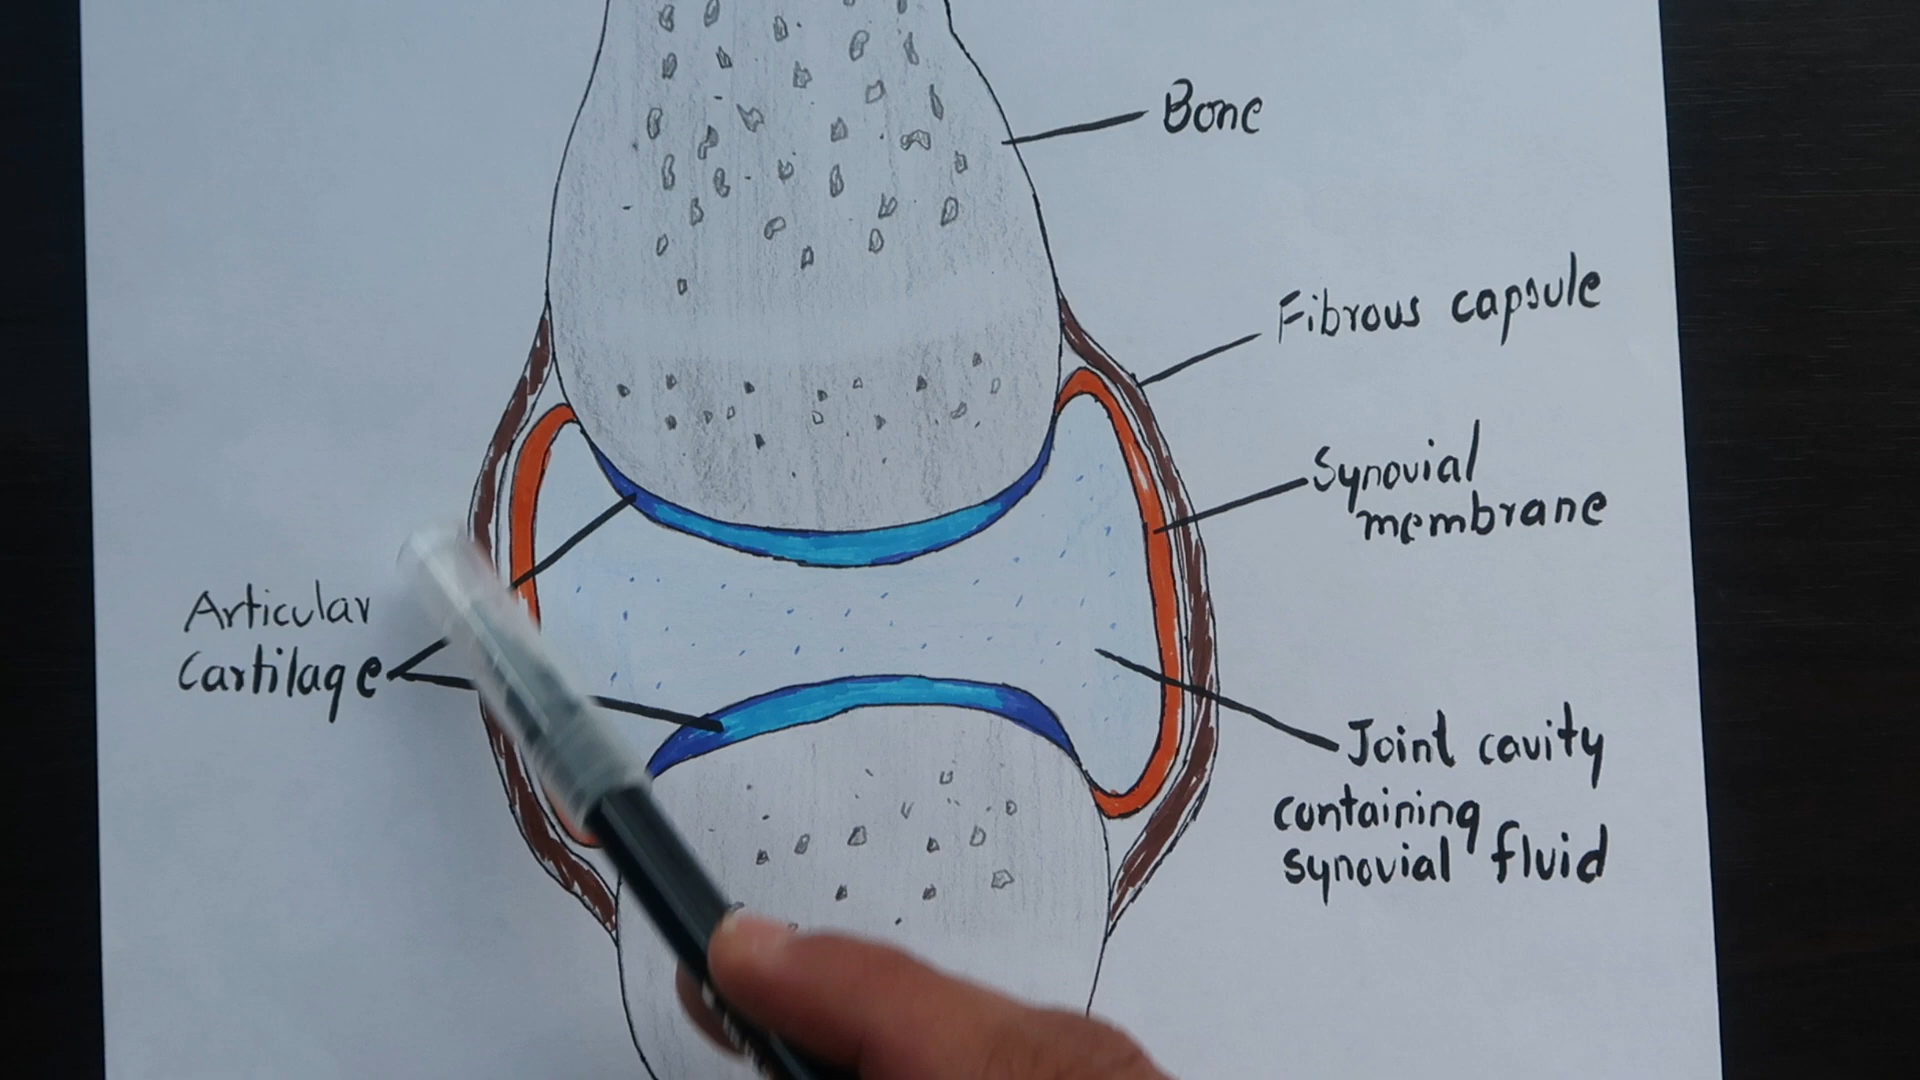 Bone
Fibrous capsule
Synovial
membrane
Articular
Cartilage
Joint cavity
containing
synovial fluid